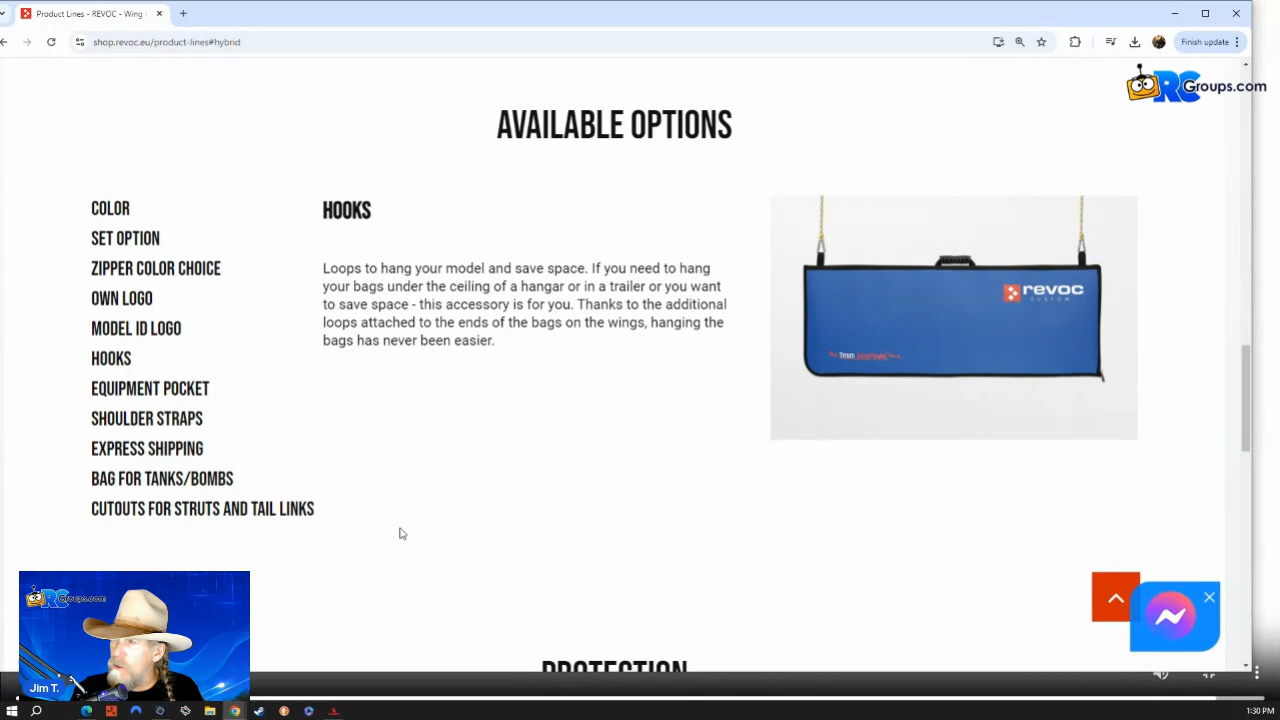 Product Lines - REVOC - Wing
shop.revoc.eu/product-lines#hybrid
Finish update
RCGroups.com
AVAILABLE OPTIONS
COLOR
SET OPTION
ZIPPER COLOR CHOICE
OWN LOGO
MODEL ID LOGO
HOOKS
EQUIPMENT POCKET
SHOULDER STRAPS
EXPRESS SHIPPING
BAG FOR TANKS/BOMBS
CUTOUTS FOR STRUTS AND TAIL LINKS
HOOKS
Loops to hang your model and save space. If you need to hang
your bags under the ceiling of a hangar or in a trailer or you want
to save space - this accessory is for you. Thanks to the additional
loops attached to the ends of the bags on the wings, hanging the
bags has never been easier.
revoc
CUSTOM
Team
PROTECTION
RCGroups.com
Jim T.
1:30 PM